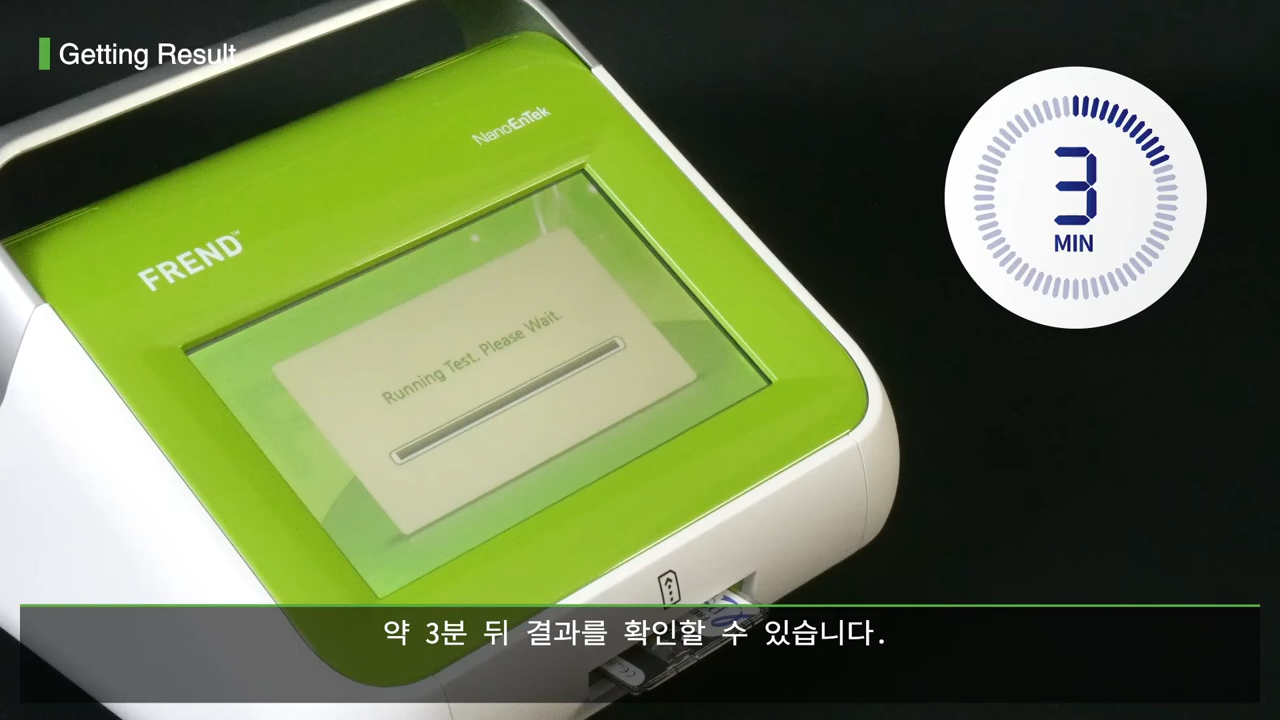 Getting Result
NanoEnTek
FREND™
Running Test. Please Wait.
3
MIN
약 3분 뒤 결과를 확인할 수 있습니다.